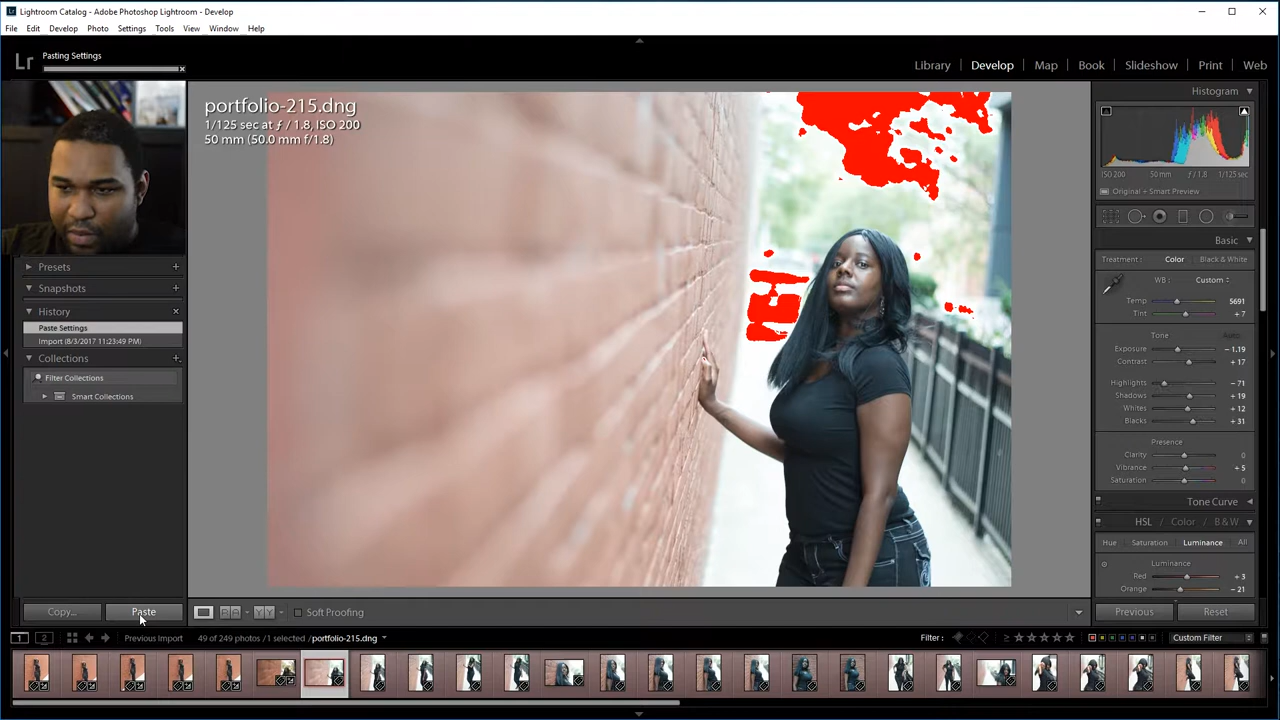 Lightroom Catalog - Adobe Photoshop Lightroom - Develop
File Edit Develop Photo Settings Tools View Window Help
Lr Pasting Settings
Library Develop Map Book Slideshow Print Web
portfolio-215.dng
1/125 sec at ƒ / 1.8, ISO 200
50 mm (50.0 mm f/1.8)
Presets
Snapshots
History
Paste Settings
Import (8/3/2017 11:23:49 PM)
Collections
Filter Collections
Smart Collections
Copy... Paste
Soft Proofing
Histogram
ISO 200 50 mm ƒ / 1.8 1/125 sec
Original + Smart Preview
Basic
Treatment: Color Black & White
WB: Custom
Temp 5691
Tint + 7
Tone Auto
Exposure - 1.19
Contrast + 17
Highlights - 71
Shadows + 19
Whites + 12
Blacks + 31
Presence
Clarity 0
Vibrance + 5
Saturation 0
Tone Curve
HSL / Color / B & W
Hue Saturation Luminance All
Luminance
Red + 3
Orange - 21
Previous Reset
1 2 Previous Import 49 of 249 photos / 1 selected / portfolio-215.dng Filter : Custom Filter